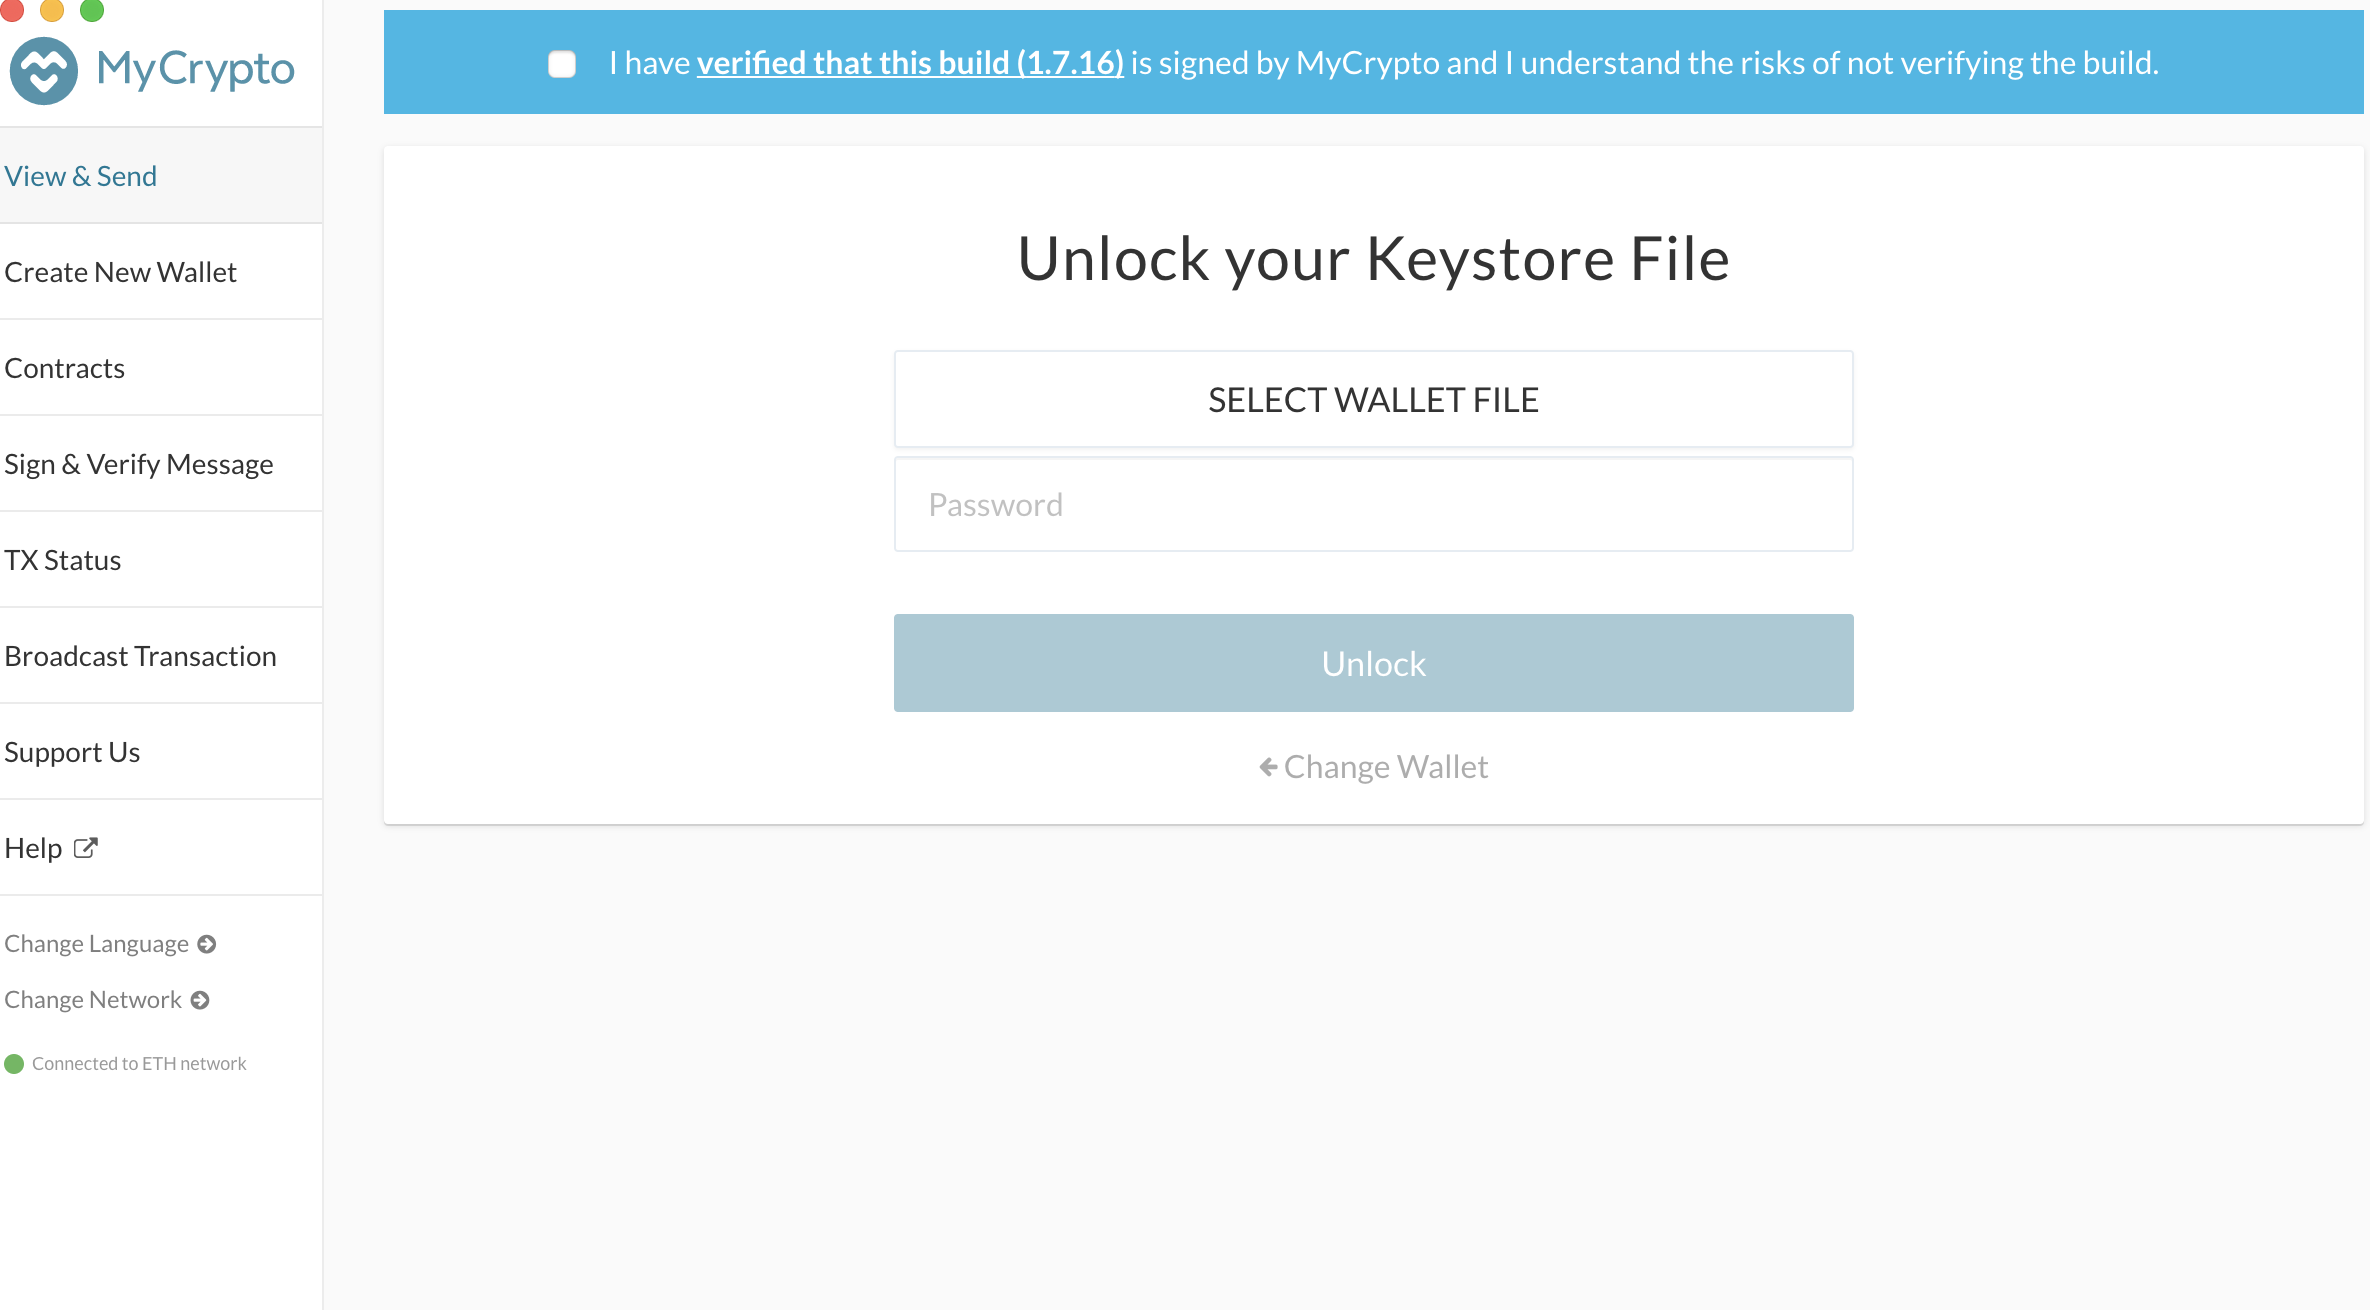 MyCrypto
View & Send
Create New Wallet
Contracts
Sign & Verify Message
TX Status
Broadcast Transaction
Support Us
Help
Change Language
Change Network
Connected to ETH network
I have verified that this build (1.7.16) is signed by MyCrypto and I understand the risks of not verifying the build.
Unlock your Keystore File
SELECT WALLET FILE
Password
Unlock
Change Wallet